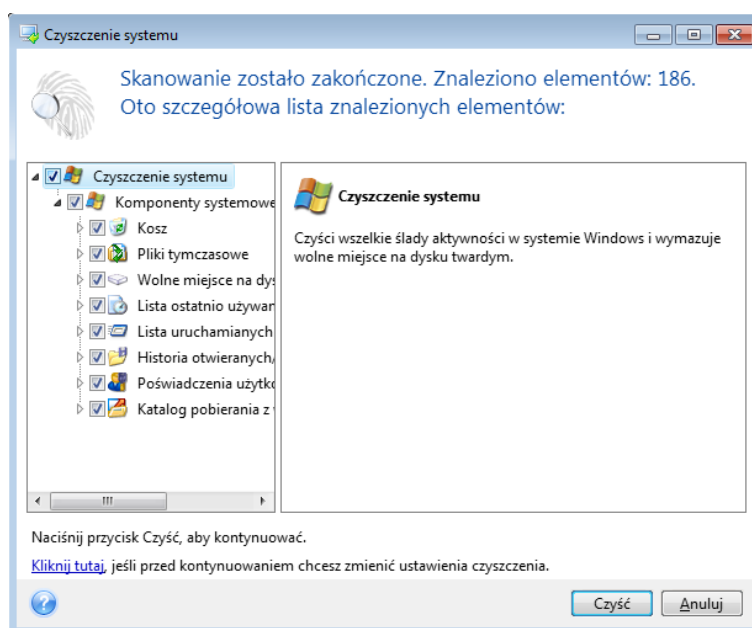 Czyszczenie systemu
Skanowanie zostało zakończone. Znaleziono elementów: 186.
Oto szczegółowa lista znalezionych elementów:
Czyszczenie systemu
Komponenty systemowe
Kosz
Pliki tymczasowe
Wolne miejsce na dys
Lista ostatnio używan
Lista uruchamianych
Historia otwieranych/
Poświadczenia użytko
Katalog pobierania z
Czyszczenie systemu
Czyści wszelkie ślady aktywności w systemie Windows i wymazuje
wolne miejsce na dysku twardym.
Naciśnij przycisk Czyść, aby kontynuować.
Kliknij tutaj, jeśli przed kontynuowaniem chcesz zmienić ustawienia czyszczenia.
Czyść
Anuluj